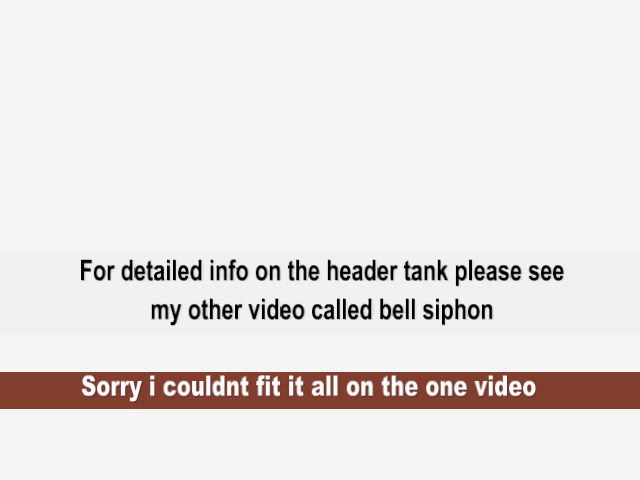 For detailed info on the header tank please see
my other video called bell siphon
Sorry i couldnt fit it all on the one video